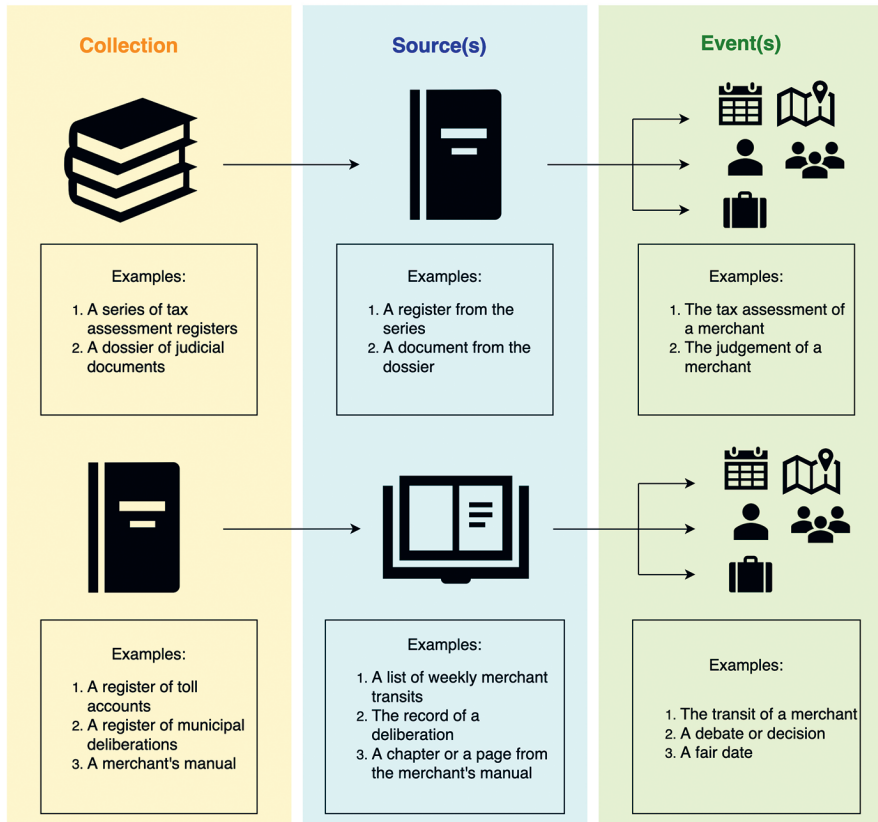 Collection
Source(s)
Event(s)
Examples:
1. A series of tax
assessment registers
2. A dossier of judicial
documents
Examples:
1. A register from the
series
2. A document from the
dossier
Examples:
1. The tax assessment of
a merchant
2. The judgement of a
merchant
Examples:
1. A register of toll
accounts
2. A register of municipal
deliberations
3. A merchant's manual
Examples:
1. A list of weekly merchant
transits
2. The record of a
deliberation
3. A chapter or a page from
the merchant's manual
Examples:
1. The transit of a merchant
2. A debate or decision
3. A fair date